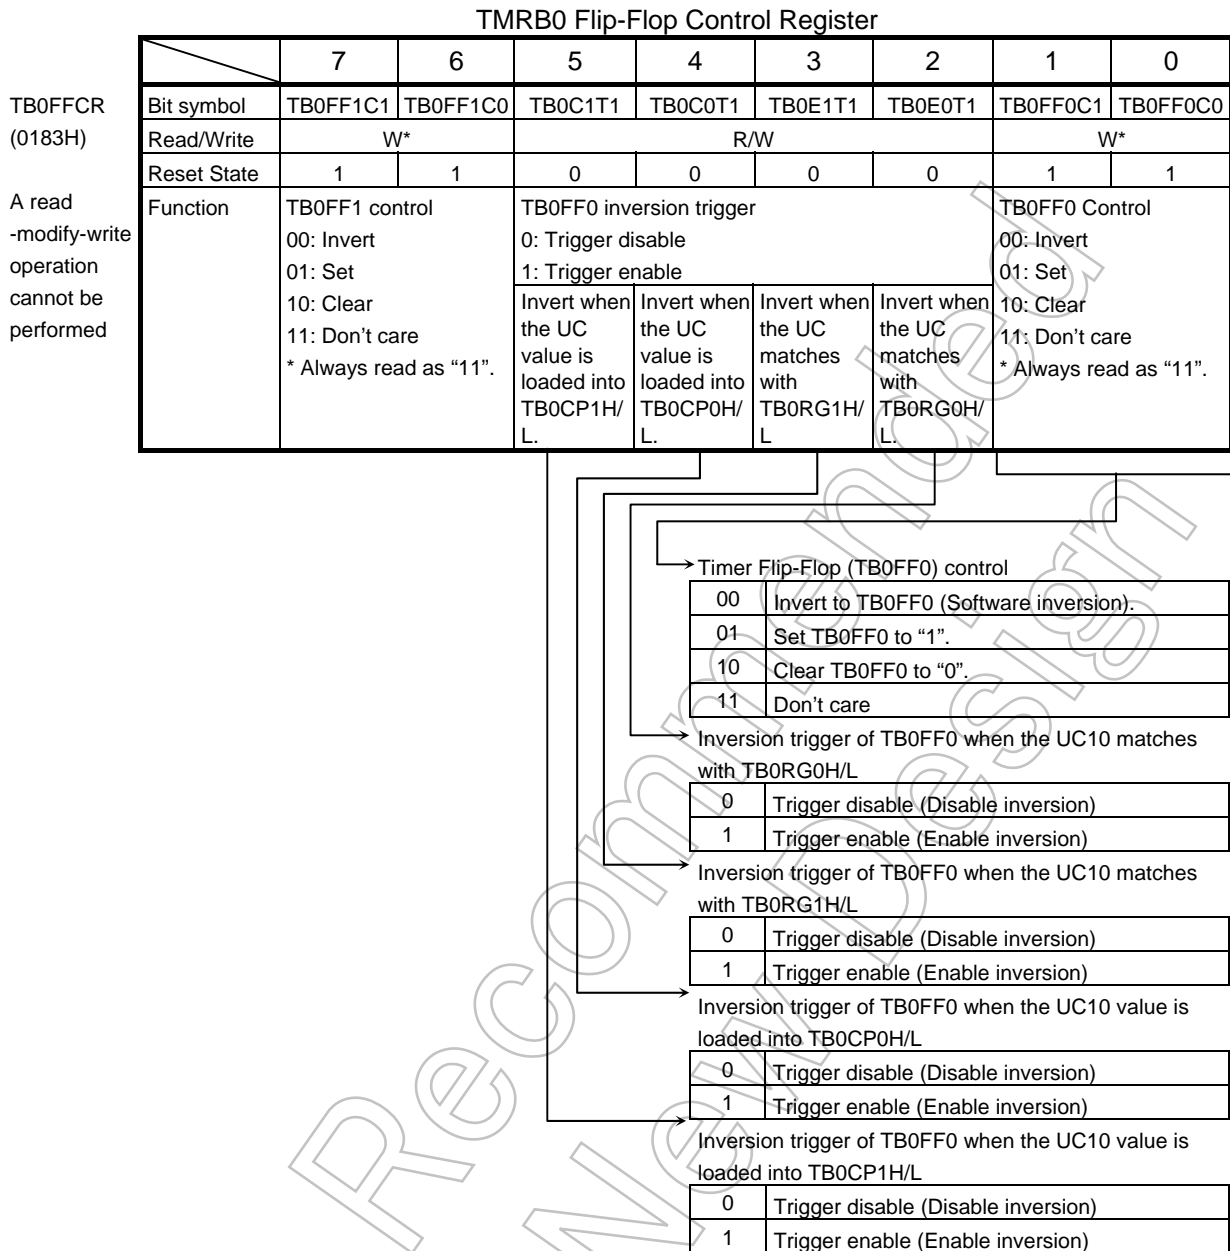 TMRB0 Flip-Flop Control Register
7 6 5 4 3 2 1 0
TB0FFCR
(0183H)
A read
-modify-write
operation
cannot be
performed
Bit symbol TB0FF1C1 TB0FF1C0 TB0C1T1 TB0C0T1 TB0E1T1 TB0E0T1 TB0FF0C1 TB0FF0C0
Read/Write W* R/W W*
Reset State 1 1 0 0 0 0 1 1
Function
TB0FF1 control
00: Invert
01: Set
10: Clear
11: Don't care
* Always read as “11”.
TB0FF0 inversion trigger
0: Trigger disable
1: Trigger enable
Invert when
the UC
value is
loaded into
TB0CP1H/
L.
Invert when
the UC
value is
loaded into
TB0CP0H/
L.
Invert when
the UC
matches
with
TB0RG1H/
L
Invert when
the UC
matches
with
TB0RG0H/
L.
TB0FF0 Control
00: Invert
01: Set
10: Clear
11: Don't care
* Always read as “11”.
Timer Flip-Flop (TB0FF0) control
00 Invert to TB0FF0 (Software inversion).
01 Set TB0FF0 to “1”.
10 Clear TB0FF0 to “0”.
11 Don't care
Inversion trigger of TB0FF0 when the UC10 matches
with TB0RG0H/L
0 Trigger disable (Disable inversion)
1 Trigger enable (Enable inversion)
Inversion trigger of TB0FF0 when the UC10 matches
with TB0RG1H/L
0 Trigger disable (Disable inversion)
1 Trigger enable (Enable inversion)
Inversion trigger of TB0FF0 when the UC10 value is
loaded into TB0CP0H/L
0 Trigger disable (Disable inversion)
1 Trigger enable (Enable inversion)
Inversion trigger of TB0FF0 when the UC10 value is
loaded into TB0CP1H/L
0 Trigger disable (Disable inversion)
1 Trigger enable (Enable inversion)
Recommended
New Design